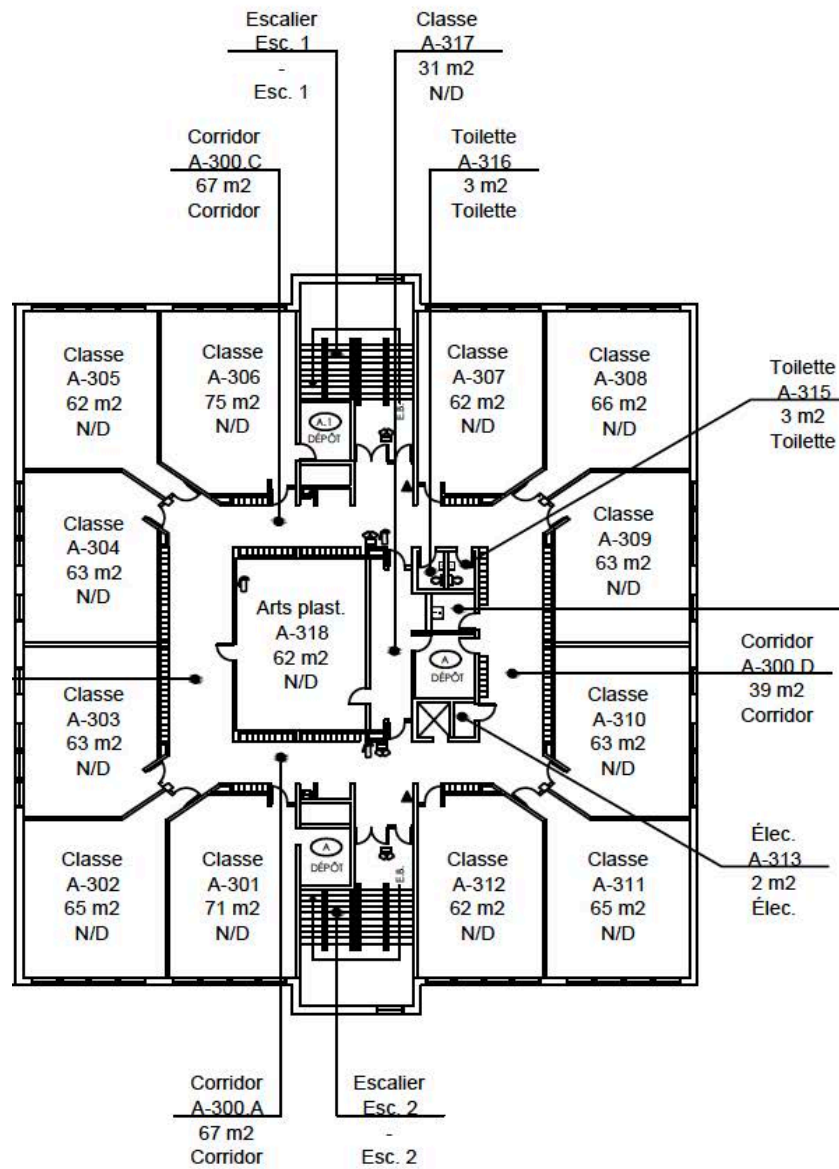 Escalier
Esc. 1
-
Esc. 1
Classe
A-317
31 m2
N/D
Corridor
A-300.C
67 m2
Corridor
Toilette
A-316
3 m2
Toilette
Classe
A-305
62 m2
N/D
Classe
A-306
75 m2
N/D
A.1
DÉPÔT
E.B.
Classe
A-307
62 m2
N/D
Classe
A-308
66 m2
N/D
Toilette
A-315
3 m2
Toilette
Classe
A-304
63 m2
N/D
Arts plast.
A-318
62 m2
N/D
Classe
A-309
63 m2
N/D
A
DÉPÔT
Corridor
A-300.D
39 m2
Corridor
Classe
A-303
63 m2
N/D
Classe
A-310
63 m2
N/D
Classe
A-302
65 m2
N/D
Classe
A-301
71 m2
N/D
A
DÉPÔT
E.B.
Classe
A-312
62 m2
N/D
Classe
A-311
65 m2
N/D
Élec.
A-313
2 m2
Élec.
Corridor
A-300.A
67 m2
Corridor
Escalier
Esc. 2
-
Esc. 2